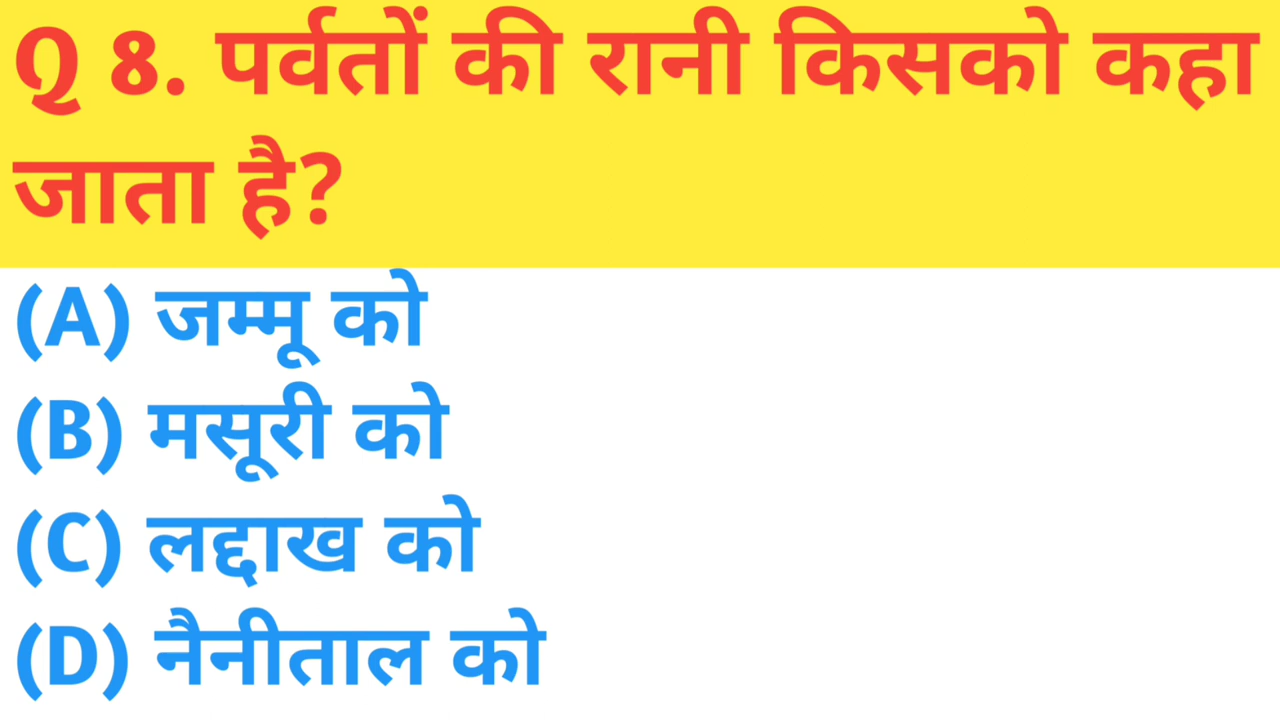 Q 8. पर्वतों की रानी किसको कहा
जाता है?
(A) जम्मू को
(B) मसूरी को
(C) लद्दाख को
(D) नैनीताल को